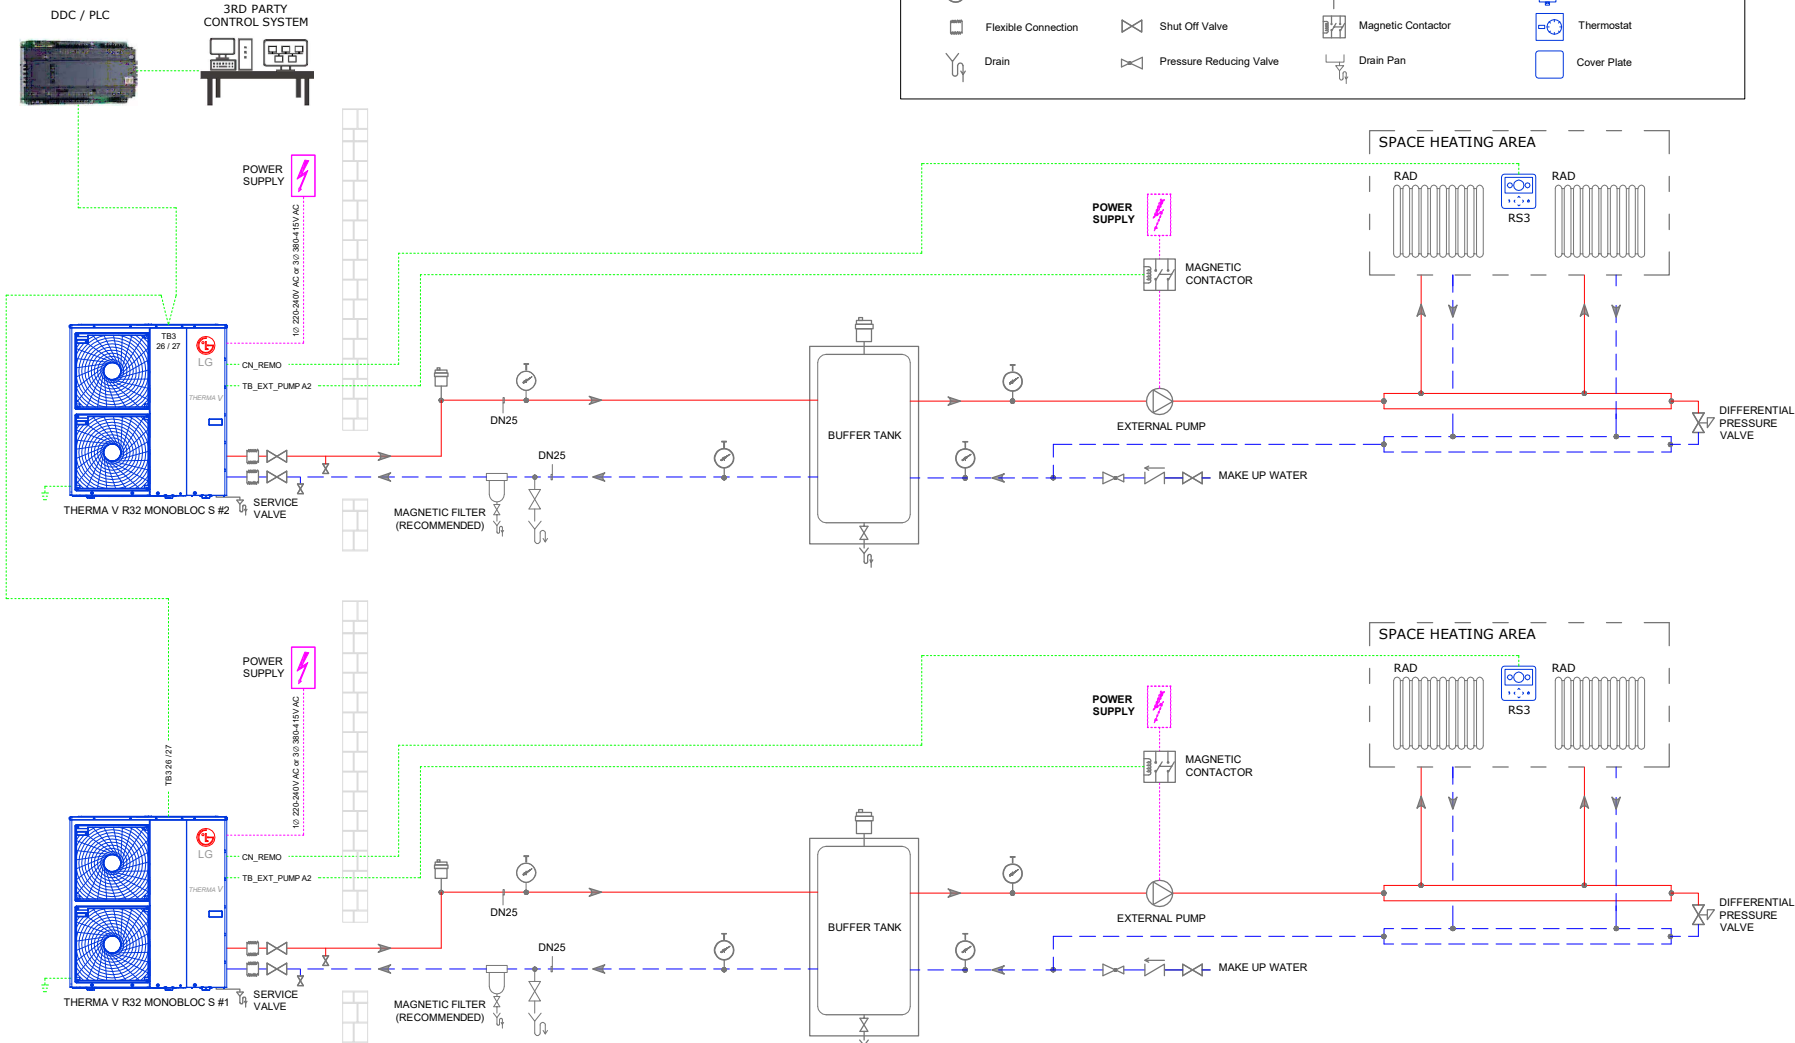 DDC / PLC
3RD PARTY
CONTROL SYSTEM
Flexible Connection
Shut Off Valve
Magnetic Contactor
Thermostat
Drain
Pressure Reducing Valve
Drain Pan
Cover Plate
POWER
SUPPLY
1Ø 220-240V AC or 3Ø 380-415V AC
POWER
SUPPLY
MAGNETIC
CONTACTOR
SPACE HEATING AREA
RAD
RAD
RS3
TB3
26 / 27
LG
THERMA V
CN_REMO
TB_EXT_PUMP A2
DN25
BUFFER TANK
EXTERNAL PUMP
DIFFERENTIAL
PRESSURE
VALVE
DN25
MAKE UP WATER
SERVICE
VALVE
MAGNETIC FILTER
(RECOMMENDED)
THERMA V R32 MONOBLOC S #2
POWER
SUPPLY
1Ø 220-240V AC or 3Ø 380-415V AC
POWER
SUPPLY
MAGNETIC
CONTACTOR
SPACE HEATING AREA
RAD
RAD
RS3
TB3 26 /27
LG
THERMA V
CN_REMO
TB_EXT_PUMP A2
DN25
BUFFER TANK
EXTERNAL PUMP
DIFFERENTIAL
PRESSURE
VALVE
DN25
MAKE UP WATER
SERVICE
VALVE
MAGNETIC FILTER
(RECOMMENDED)
THERMA V R32 MONOBLOC S #1